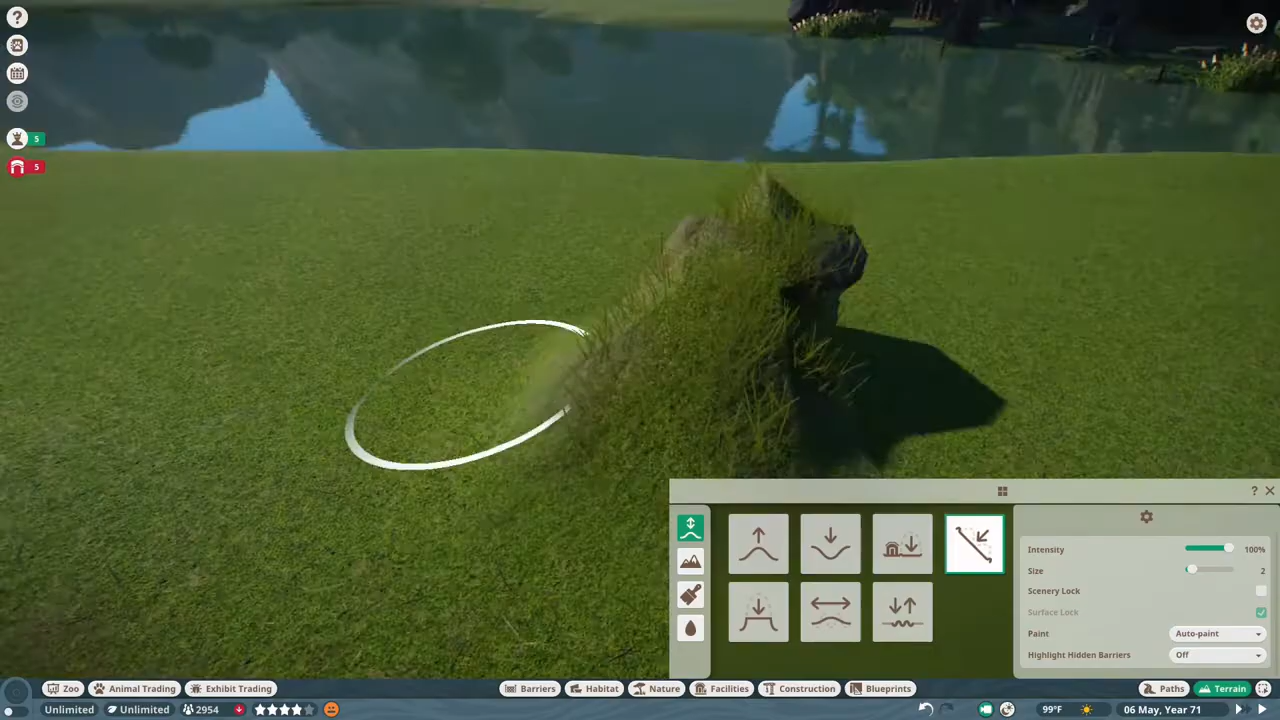 ?
5
5
?
Intensity 100%
Size 2
Scenery Lock
Surface Lock
Paint Auto-paint
Highlight Hidden Barriers Off
Zoo Animal Trading Exhibit Trading Barriers Habitat Nature Facilities Construction Blueprints Paths Terrain
Unlimited Unlimited 2954 99°F 06 May, Year 71